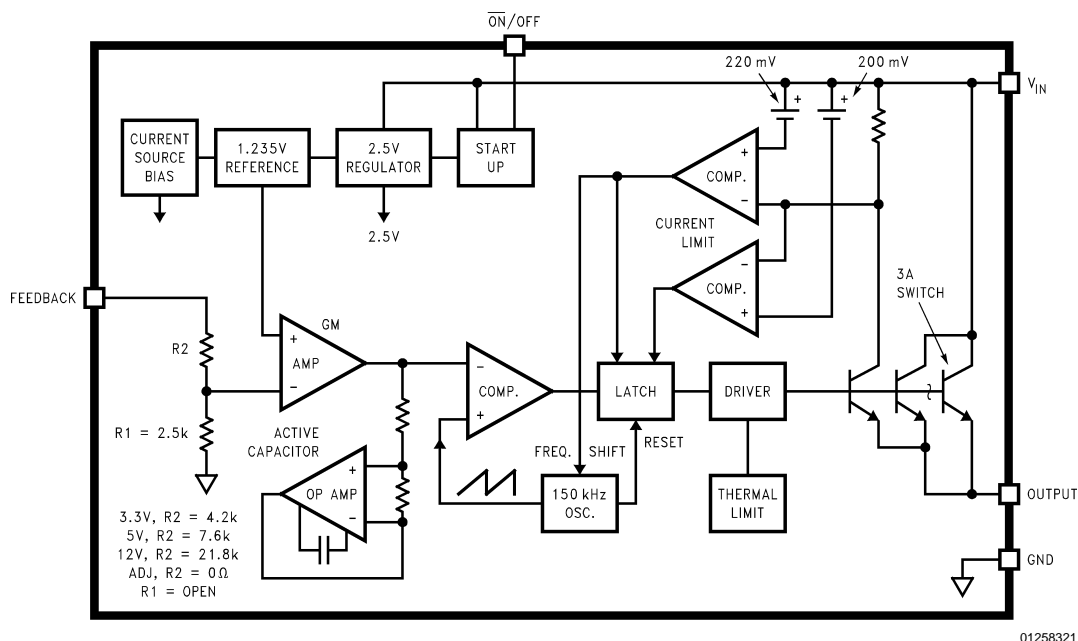 ON/OFF
220 mV
200 mV
VIN
CURRENT
SOURCE
BIAS
1.235V
REFERENCE
2.5V
REGULATOR
START
UP
2.5V
+
+
+
COMP.
−
CURRENT
LIMIT
−
COMP.
+
3A
SWITCH
FEEDBACK
R2
R1 = 2.5k
GM
+
AMP
−
−
COMP.
+
LATCH
DRIVER
ACTIVE
CAPACITOR
+
OP AMP
−
FREQ. SHIFT
RESET
150 kHz
OSC.
THERMAL
LIMIT
OUTPUT
GND
3.3V, R2 = 4.2k
5V, R2 = 7.6k
12V, R2 = 21.8k
ADJ, R2 = 0Ω
R1 = OPEN
01258321